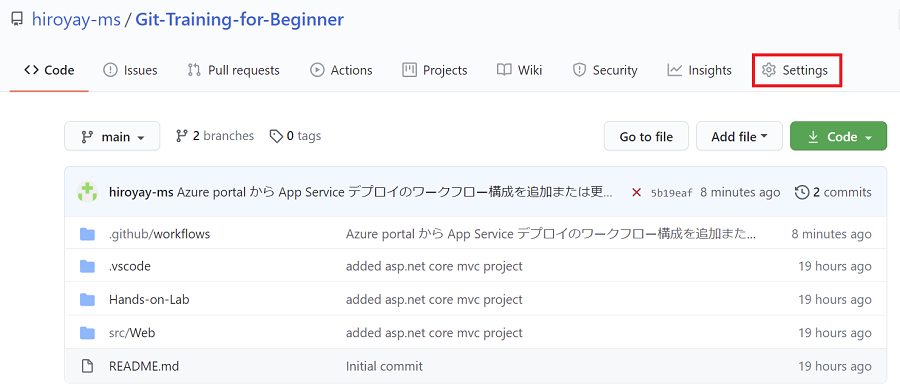 hiroyay-ms / Git-Training-for-Beginner
Code Issues Pull requests Actions Projects Wiki Security Insights Settings
main 2 branches 0 tags Go to file Add file Code
hiroyay-ms Azure portal から App Service デプロイのワークフロー構成を追加または更... 5b19eaf 8 minutes ago 2 commits
.github/workflows Azure portal から App Service デプロイのワークフロー構成を追加また... 8 minutes ago
.vscode added asp.net core mvc project 19 hours ago
Hands-on-Lab added asp.net core mvc project 19 hours ago
src/Web added asp.net core mvc project 19 hours ago
README.md Initial commit 19 hours ago